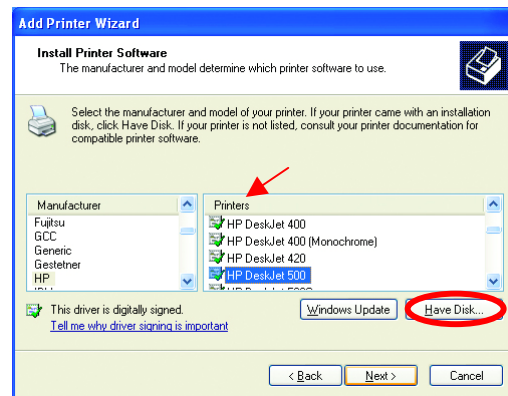 Add Printer Wizard
Install Printer Software
The manufacturer and model determine which printer software to use.
Select the manufacturer and model of your printer. If your printer came with an installation
disk, click Have Disk. If your printer is not listed, consult your printer documentation for
compatible printer software.
Manufacturer
Fujitsu
GCC
Generic
Gestetner
HP
Printers
HP DeskJet 400
HP DeskJet 400 (Monochrome)
HP DeskJet 420
HP DeskJet 500
This driver is digitally signed.
Tell me why driver signing is important
Windows Update
Have Disk...
< Back
Next >
Cancel